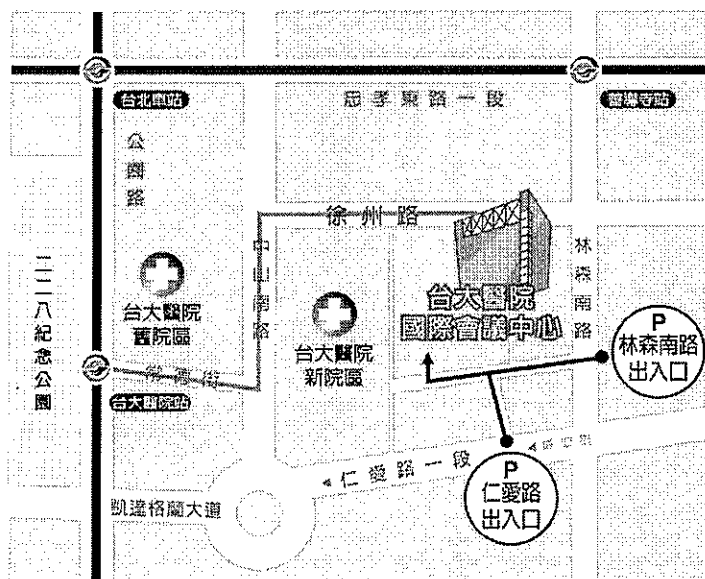 台北車站
忠孝東路一段
善導寺站
公園路
徐州路
中山南路
林森南路
二二八紀念公園
台大醫院
舊院區
台大醫院
新院區
台大醫院
國際會議中心
P
林森南路
出入口
常德街
台大醫院站
仁愛路一段
P
仁愛路
出入口
凱達格蘭大道